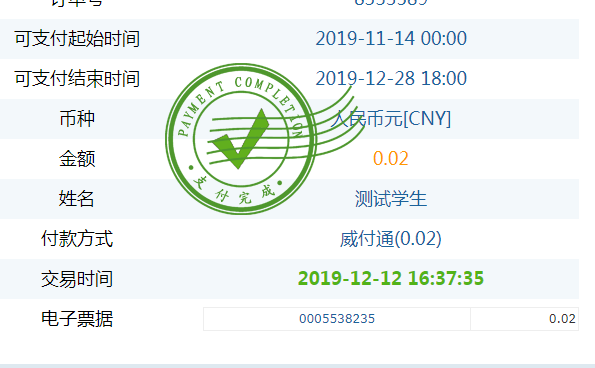 可支付起始时间 2019-11-14 00:00
可支付结束时间 2019-12-28 18:00
币种 人民币元[CNY]
金额 0.02
姓名 测试学生
付款方式 威付通(0.02)
交易时间 2019-12-12 16:37:35
电子票据 0005538235 0.02
PAYMENT COMPLETION
支付完成